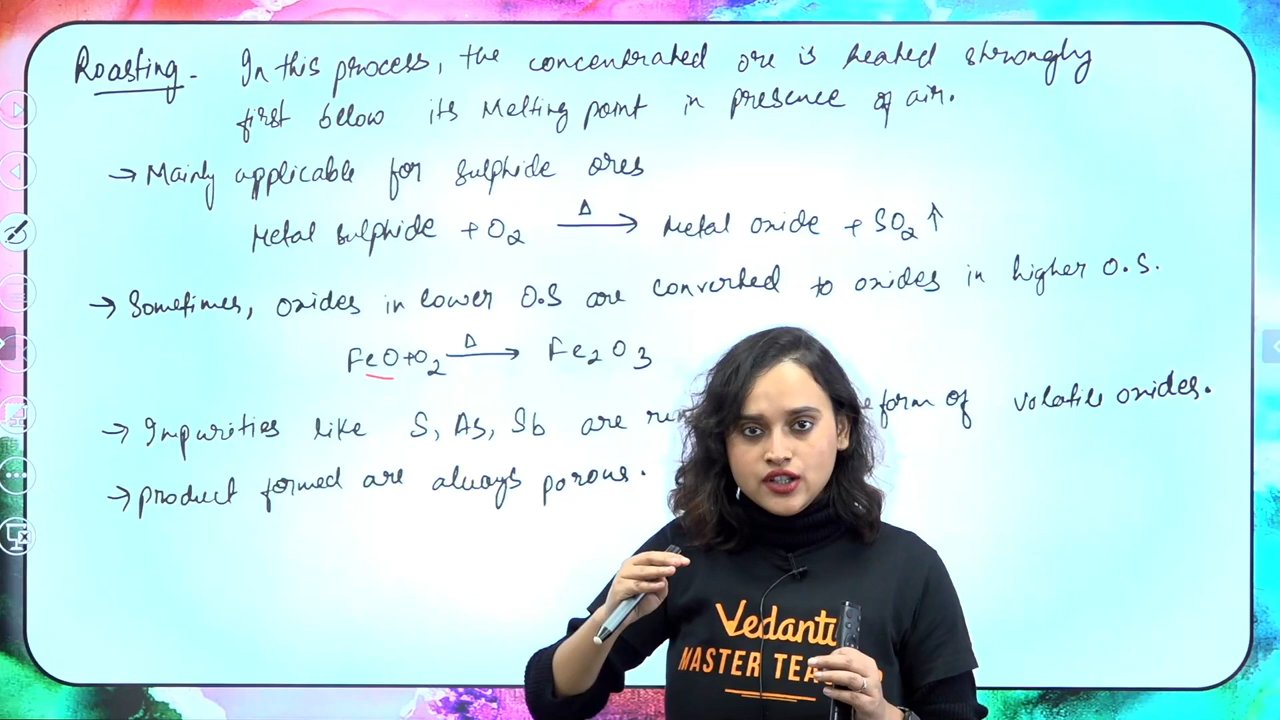 Roasting - In this process, the concentrated ore is heated strongly
first below its Melting point in presence of air.
→ Mainly applicable for sulphide ores
Metal sulphide + O2 Δ→ Metal oxide + SO2 ↑
→ Sometimes, oxides in lower O.S are converted to oxides in higher O.S.
FeO+O2 Δ→ Fe2O3
→ Impurities like S, As, Sb are form of volatile oxides.
→ product formed are always porous.
Vedantu
MASTER